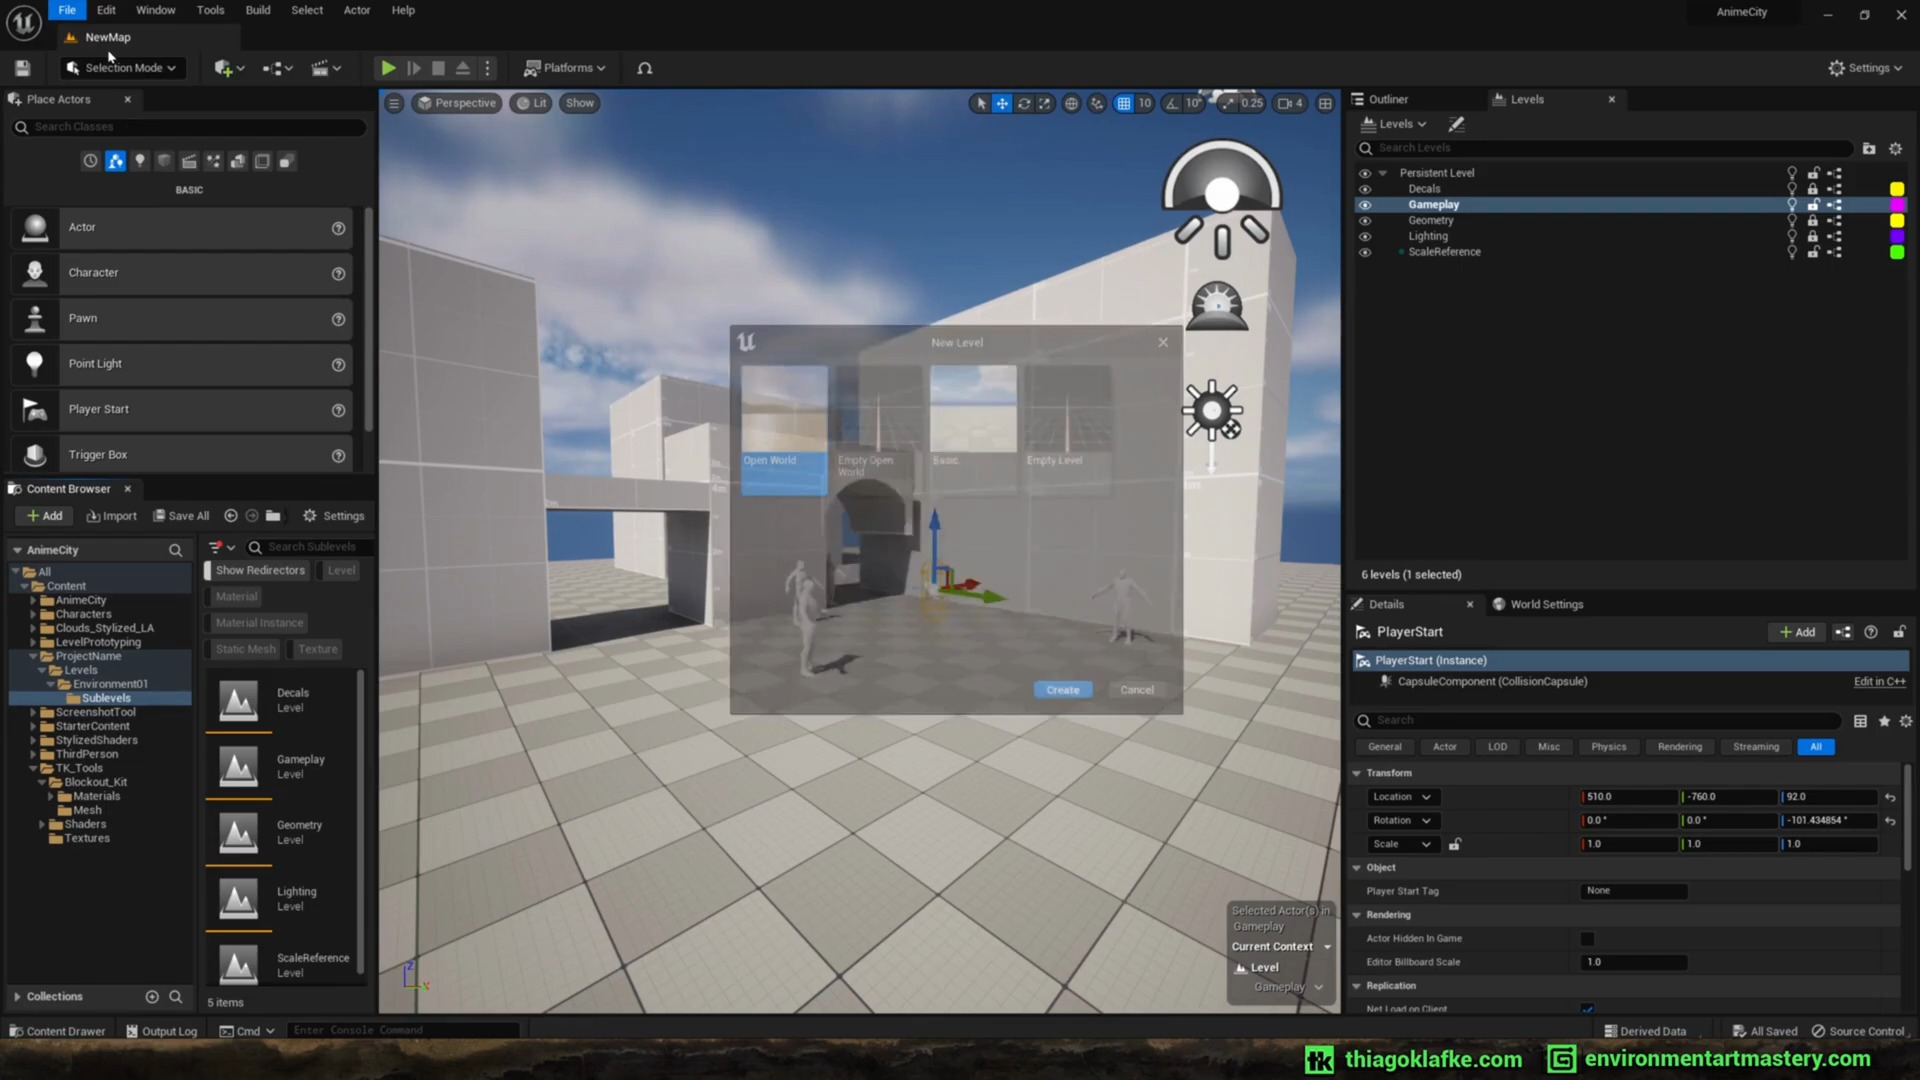 File Edit Window Tools Build Select Actor Help
AnimeCity
NewMap
Selection Mode
Platforms
Settings
Place Actors
Search Classes
BASIC
Actor
Character
Pawn
Point Light
Player Start
Trigger Box
Perspective Lit Show
10 10° 0.25 4
Outliner Levels
Levels
Search Levels
Persistent Level
Decals
Gameplay
Geometry
Lighting
ScaleReference
6 levels (1 selected)
New Level
Open World
Empty Open
World
Basic
Empty Level
Create Cancel
Content Browser
Add Import Save All Settings
AnimeCity
Search Sublevels
All
Content
AnimeCity
Characters
Clouds_Stylized_LA
LevelPrototyping
ProjectName
Levels
Environment01
Sublevels
ScreenshotTool
StarterContent
StylizedShaders
ThirdPerson
TK_Tools
Blockout_Kit
Materials
Mesh
Shaders
Textures
Show Redirectors Level
Material
Material Instance
Static Mesh Texture
Decals
Level
Gameplay
Level
Geometry
Level
Lighting
Level
ScaleReference
Level
Collections
5 items
Selected Actor(s) in
Gameplay
Current Context
Level
Gameplay
Details World Settings
PlayerStart
Add
PlayerStart (Instance)
CapsuleComponent (CollisionCapsule)
Edit in C++
Search
General Actor LOD Misc Physics Rendering Streaming All
Transform
Location 510.0 -760.0 92.0
Rotation 0.0 ° 0.0 ° -101.434854 °
Scale 1.0 1.0 1.0
Object
Player Start Tag None
Rendering
Actor Hidden In Game
Editor Billboard Scale 1.0
Replication
Net Load on Client
Content Drawer Output Log Cmd Enter Console Command
Derived Data All Saved Source Control
thiagoklafke.com environmentartmastery.com